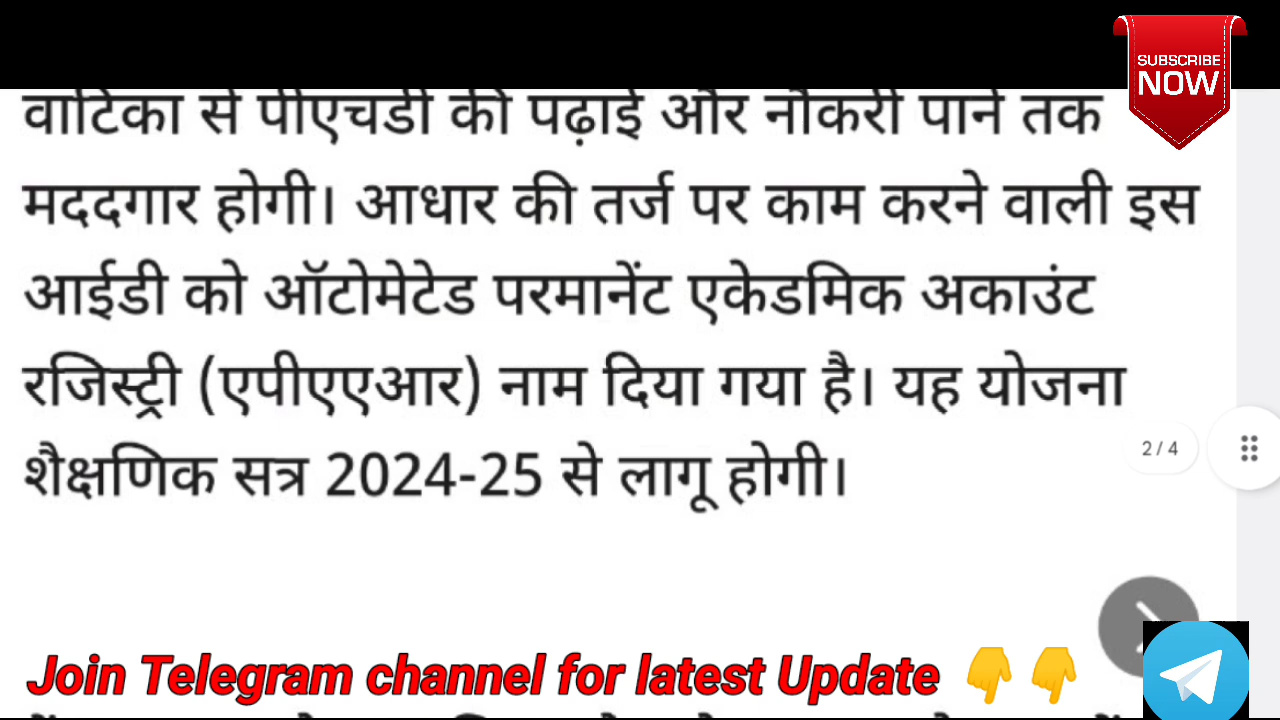 SUBSCRIBE
NOW
वाटिका से पीएचडी की पढ़ाई और नौकरी पाने तक
मददगार होगी। आधार की तर्ज पर काम करने वाली इस
आईडी को ऑटोमेटेड परमानेंट एकेडमिक अकाउंट
रजिस्ट्री (एपीएएआर) नाम दिया गया है। यह योजना
2/4
शैक्षणिक सत्र 2024-25 से लागू होगी।
Join Telegram channel for latest Update 👇👇